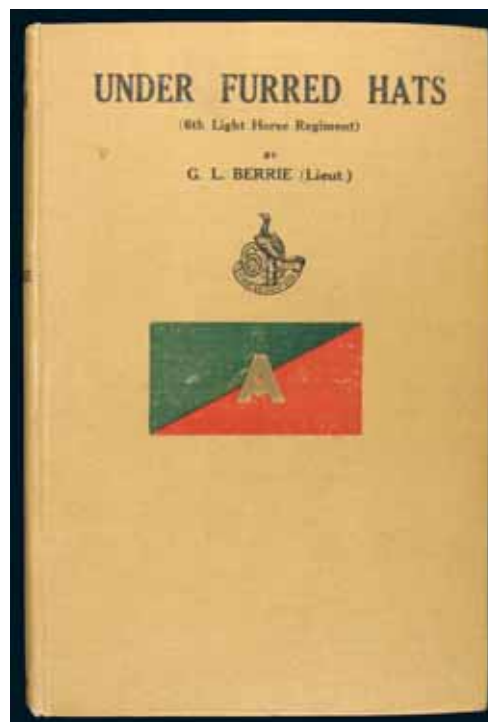 UNDER FURRED HATS
(6th Light Horse Regiment)
BY
G. L. BERRIE (Lieut.)
A